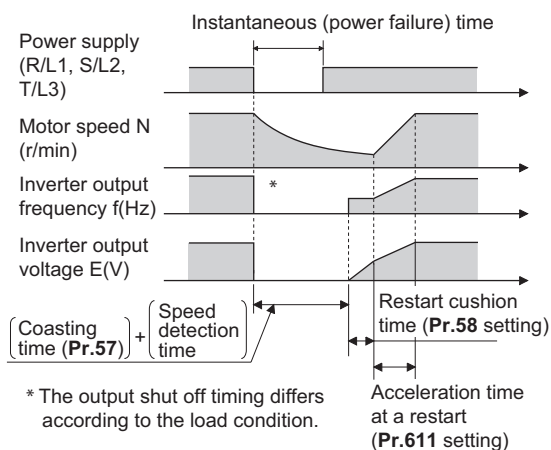 Instantaneous (power failure) time
Power supply
(R/L1, S/L2,
T/L3)
Motor speed N
(r/min)
Inverter output
frequency f(Hz)
*
Inverter output
voltage E(V)
Coasting
time (Pr.57)
+
Speed
detection
time
Restart cushion
time (Pr.58 setting)
* The output shut off timing differs
according to the load condition.
Acceleration time
at a restart
(Pr.611 setting)